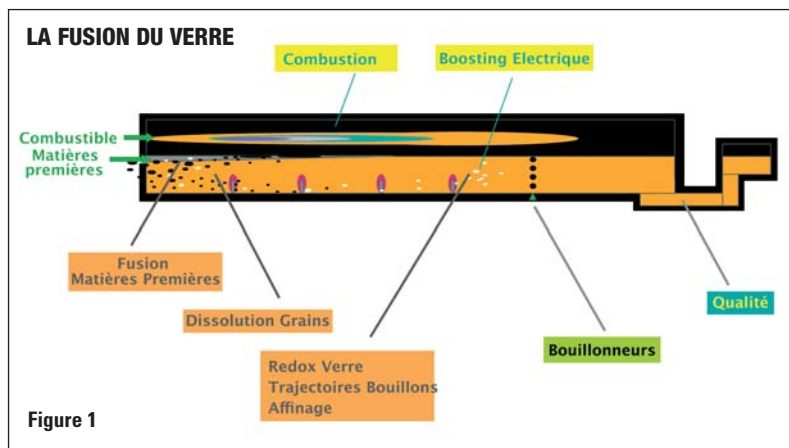 LA FUSION DU VERRE
Combustion
Boosting Electrique
Combustible
Matières
premières
Fusion
Matières Premières
Dissolution Grains
Redox Verre
Trajectoires Bouillons
Affinage
Bouillonneurs
Qualité
Figure 1